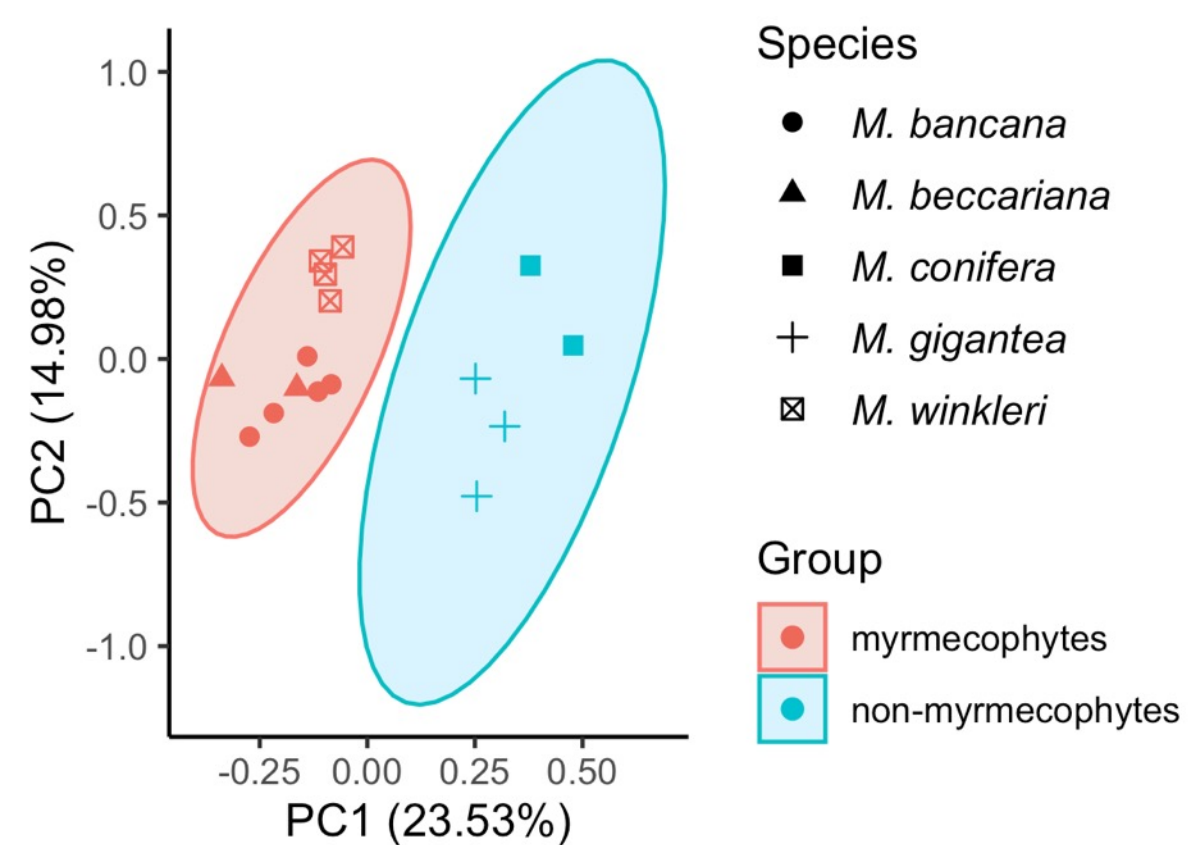 1.0
0.5
0.0
-0.5
-1.0
PC2 (14.98%)
-0.25 0.00 0.25 0.50
PC1 (23.53%)
Species
M. bancana
M. beccariana
M. conifera
M. gigantea
M. winkleri
Group
myrmecophytes
non-myrmecophytes